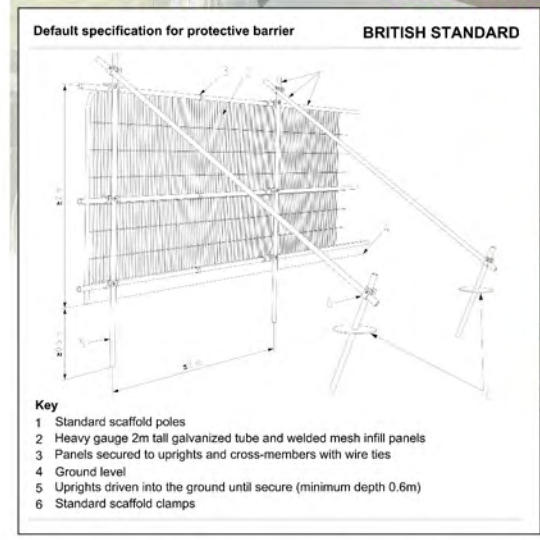 Default specification for protective barrier
BRITISH STANDARD
3
2
Key
1 Standard scaffold poles
2 Heavy gauge 2m tall galvanized tube and welded mesh infill panels
3 Panels secured to uprights and cross-members with wire ties
4 Ground level
5 Uprights driven into the ground until secure (minimum depth 0.6m)
6 Standard scaffold clamps